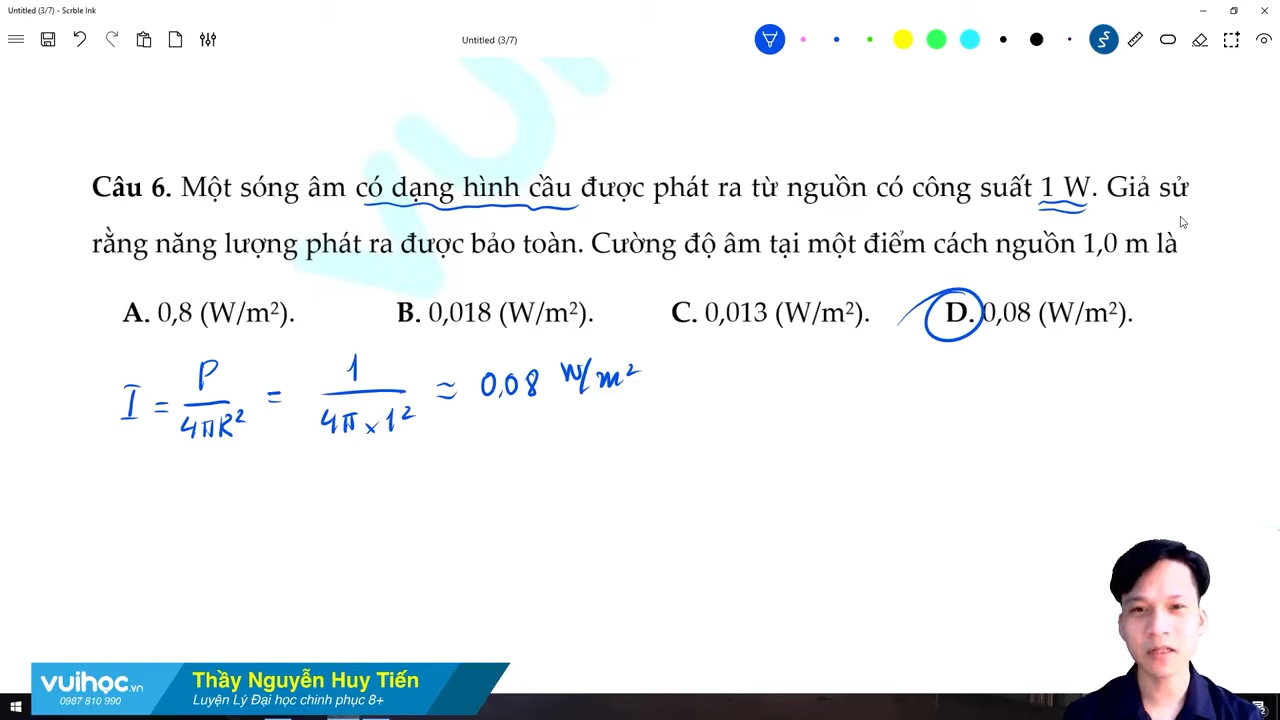 Untitled (3/7) - Scrble Ink
Untitled (3/7)
Câu 6. Một sóng âm có dạng hình cầu được phát ra từ nguồn có công suất 1 W. Giả sử
rằng năng lượng phát ra được bảo toàn. Cường độ âm tại một điểm cách nguồn 1,0 m là
A. 0,8 (W/m²). B. 0,018 (W/m²). C. 0,013 (W/m²). D. 0,08 (W/m²).
I = P / 4πR² = 1 / 4π × 1² ≈ 0,08 W/m²
vuihọc.vn
0987 810 990
Thầy Nguyễn Huy Tiến
Luyện Lý Đại học chinh phục 8+